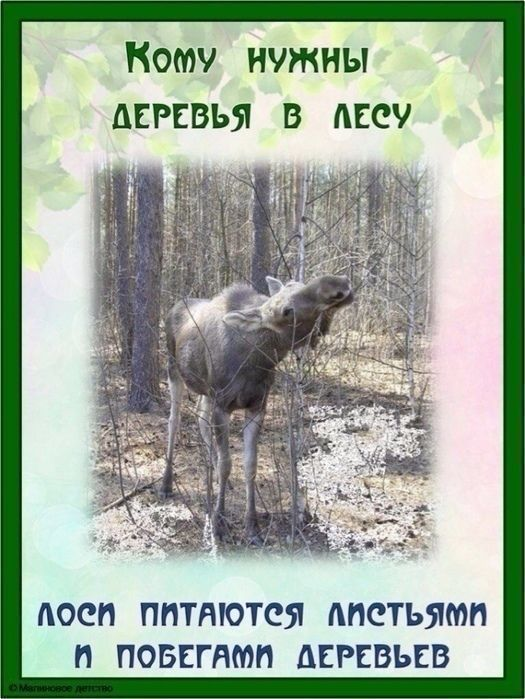 Кому нужны
деревья в лесу
лоси питаются листьями
и побегами деревьев
© Малиновое детство